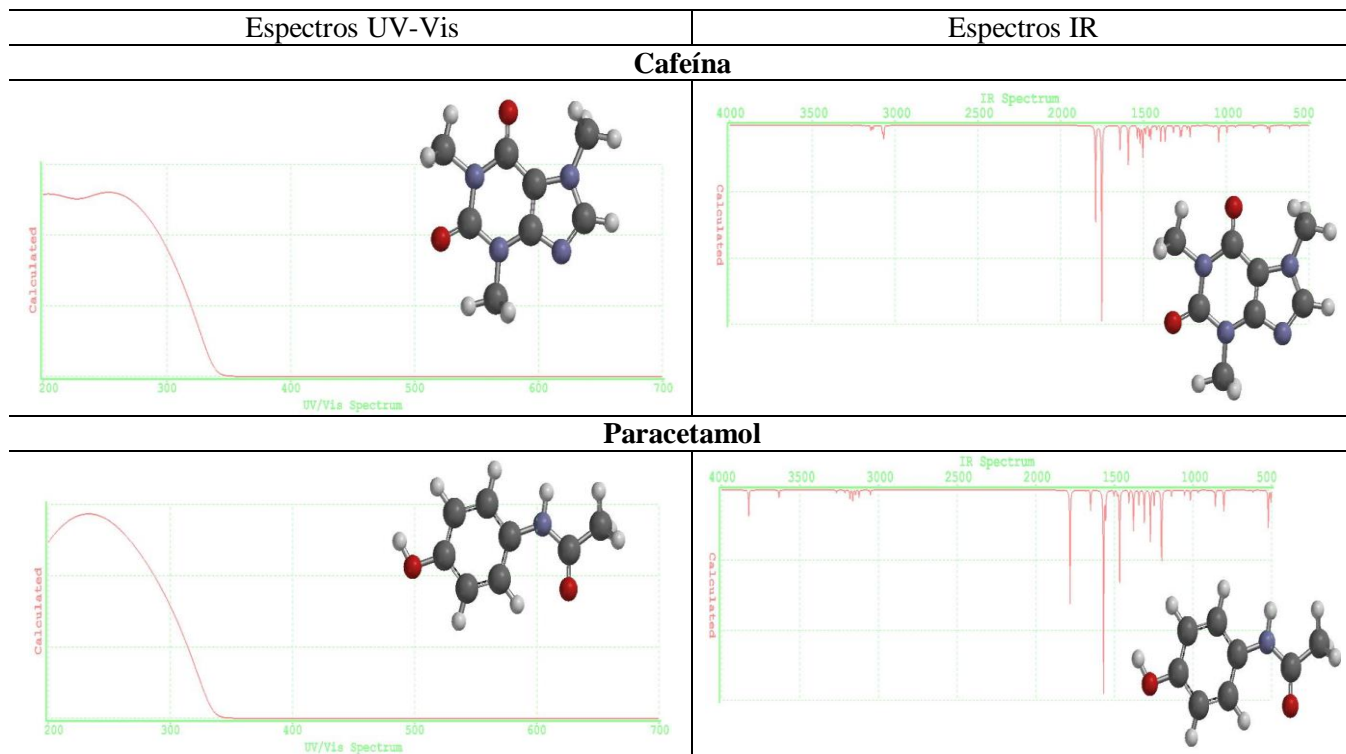 Espectros UV-Vis
Espectros IR
Cafeína
Calculated
200 300 400 500 600 700
UV/Vis Spectrum
IR Spectrum
4000 3500 3000 2500 2000 1500 1000 500
Calculated
Paracetamol
Calculated
200 300 400 500 600 700
UV/Vis Spectrum
IR Spectrum
4000 3500 3000 2500 2000 1500 1000 500
Calculated